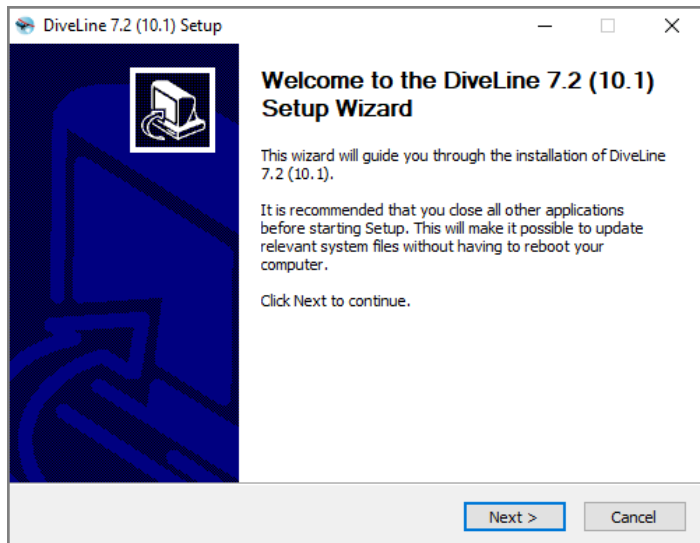 DiveLine 7.2 (10.1) Setup
Welcome to the DiveLine 7.2 (10.1)
Setup Wizard
This wizard will guide you through the installation of DiveLine
7.2 (10.1).
It is recommended that you close all other applications
before starting Setup. This will make it possible to update
relevant system files without having to reboot your
computer.
Click Next to continue.
Next >
Cancel